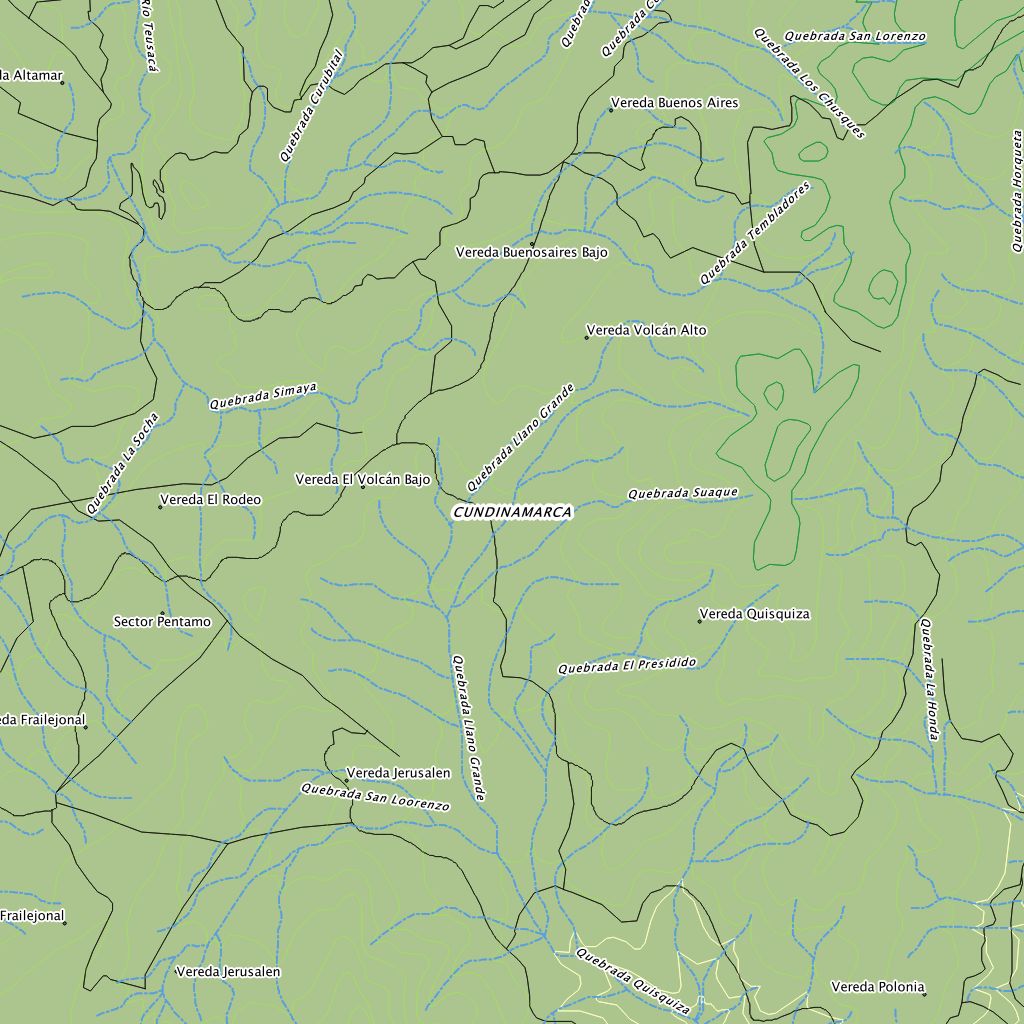 Río Teusacá
Quebrada Curubital
Quebrada San Lorenzo
Quebrada Los Chusques
la Altamar
Vereda Buenos Aires
Quebrada Horqueta
Quebrada Tembladores
Vereda Buenosaires Bajo
Vereda Volcán Alto
Quebrada Simaya
Quebrada Llano Grande
Quebrada La Socha
Vereda El Volcán Bajo
Vereda El Rodeo
Quebrada Suaque
CUNDINAMARCA
Sector Pentamo
Vereda Quisquiza
Quebrada El Presidido
Quebrada La Honda
Quebrada Llano Grande
da Frailejonal
Vereda Jerusalen
Quebrada San Loorenzo
Frailejonal
Vereda Jerusalen
Quebrada Quisquiza
Vereda Polonia